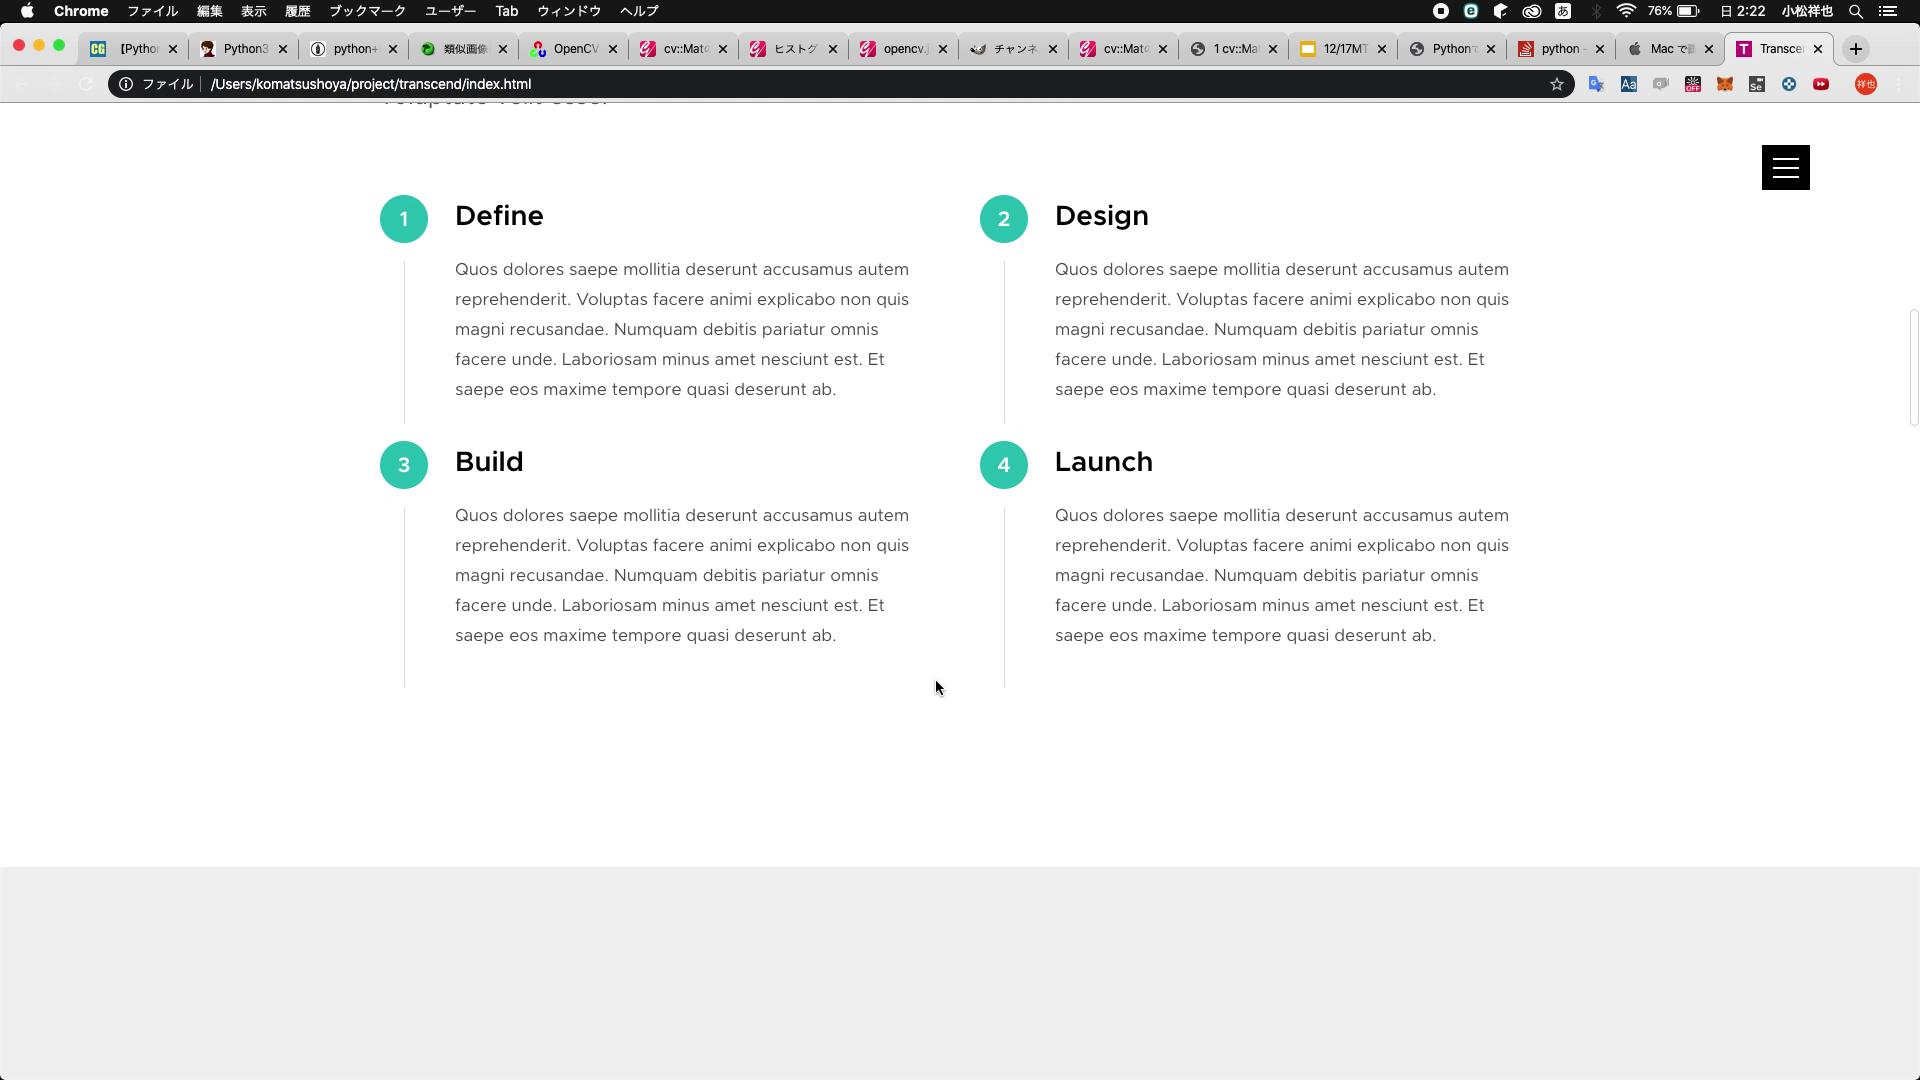 Chrome ファイル 編集 表示 履歴 ブックマーク ユーザー Tab ウィンドウ ヘルプ あ 76% 日 2:22 小松祥也
CG 【Pytho Python3 python+ 類似画像 OpenCV cv::Mat ヒストグ opencv. チャンネ cv::Mat 1 cv::Ma 12/17MT Python python - Mac で Transce
ファイル /Users/komatsushoya/project/transcend/index.html Aa OFF Se 祥也
1 Define
Quos dolores saepe mollitia deserunt accusamus autem
reprehenderit. Voluptas facere animi explicabo non quis
magni recusandae. Numquam debitis pariatur omnis
facere unde. Laboriosam minus amet nesciunt est. Et
saepe eos maxime tempore quasi deserunt ab.
2 Design
Quos dolores saepe mollitia deserunt accusamus autem
reprehenderit. Voluptas facere animi explicabo non quis
magni recusandae. Numquam debitis pariatur omnis
facere unde. Laboriosam minus amet nesciunt est. Et
saepe eos maxime tempore quasi deserunt ab.
3 Build
Quos dolores saepe mollitia deserunt accusamus autem
reprehenderit. Voluptas facere animi explicabo non quis
magni recusandae. Numquam debitis pariatur omnis
facere unde. Laboriosam minus amet nesciunt est. Et
saepe eos maxime tempore quasi deserunt ab.
4 Launch
Quos dolores saepe mollitia deserunt accusamus autem
reprehenderit. Voluptas facere animi explicabo non quis
magni recusandae. Numquam debitis pariatur omnis
facere unde. Laboriosam minus amet nesciunt est. Et
saepe eos maxime tempore quasi deserunt ab.